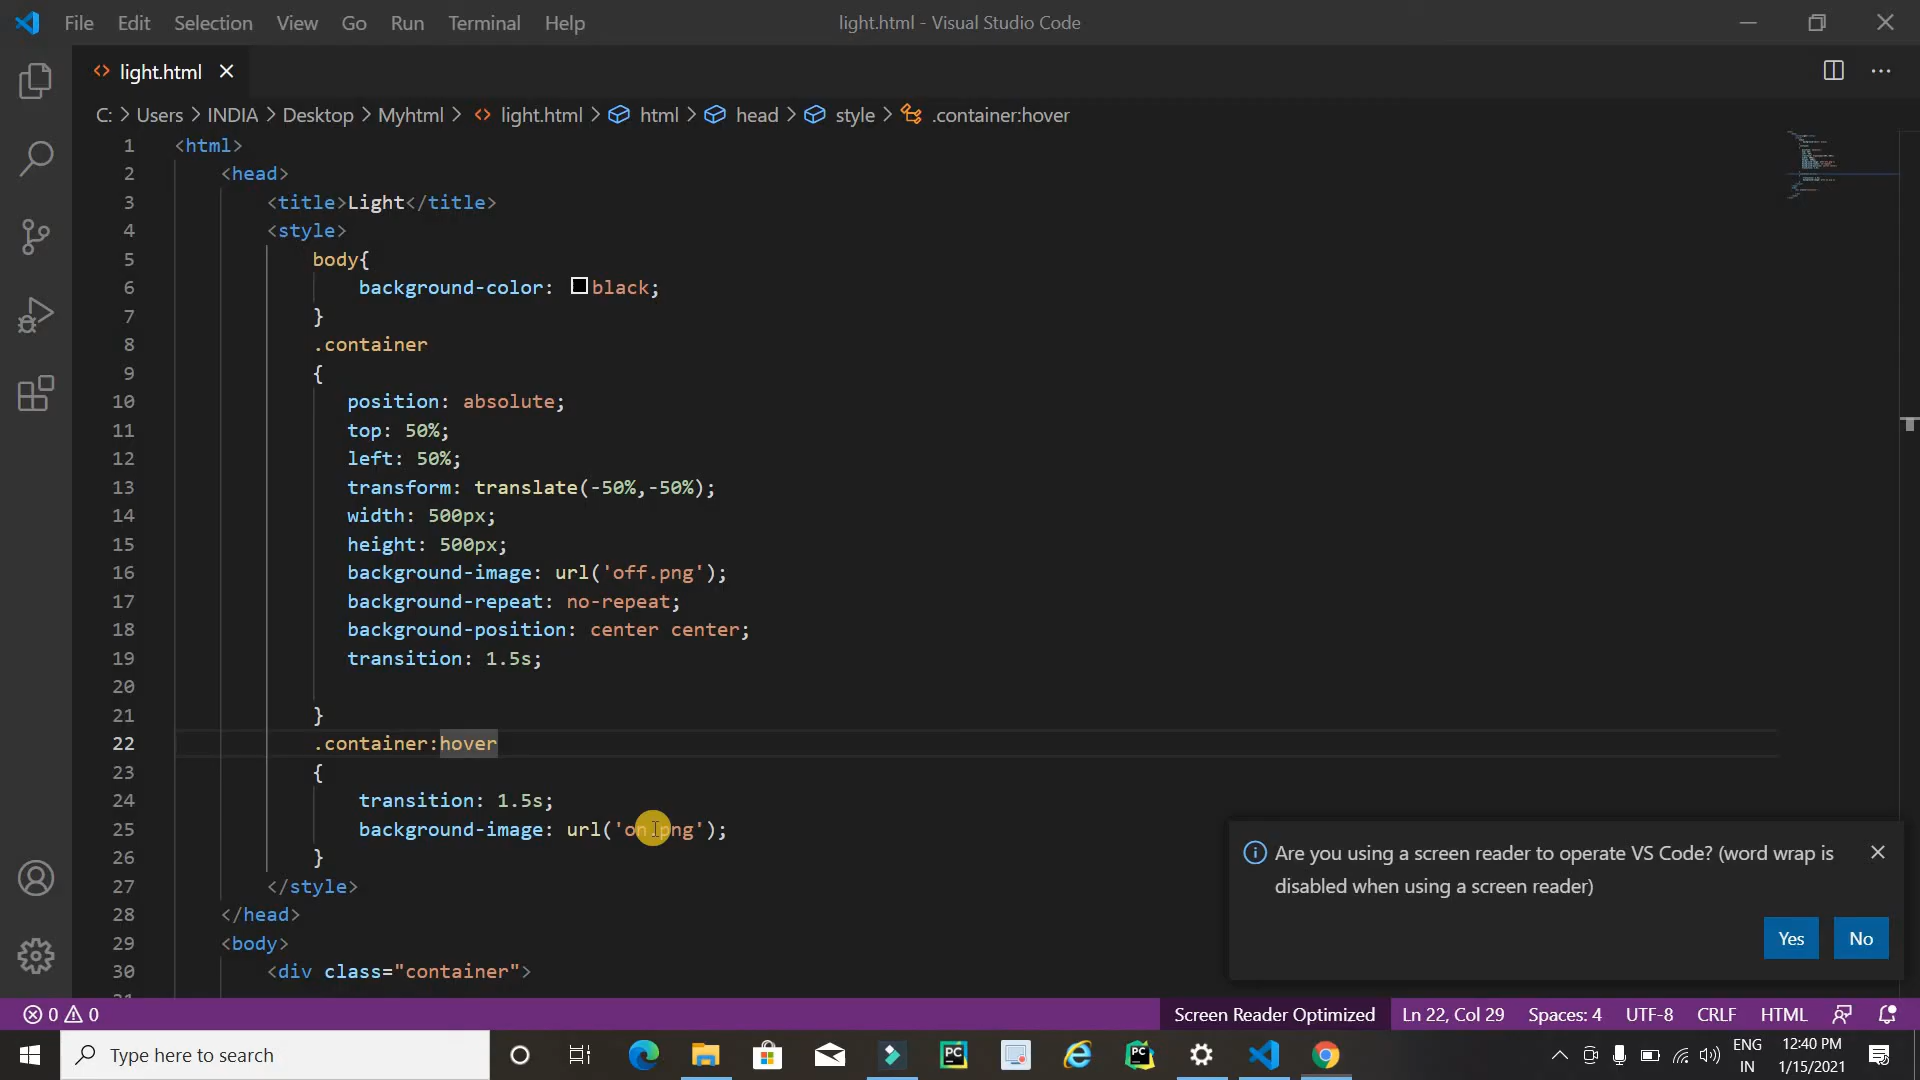 File Edit Selection View Go Run Terminal Help light.html - Visual Studio Code
light.html
C: > Users > INDIA > Desktop > Myhtml > light.html > html > head > style > .container:hover
1 <html>
2 <head>
3 <title>Light</title>
4 <style>
5 body{
6 background-color: black;
7 }
8 .container
9 {
10 position: absolute;
11 top: 50%;
12 left: 50%;
13 transform: translate(-50%,-50%);
14 width: 500px;
15 height: 500px;
16 background-image: url('off.png');
17 background-repeat: no-repeat;
18 background-position: center center;
19 transition: 1.5s;
20
21 }
22 .container:hover
23 {
24 transition: 1.5s;
25 background-image: url('on.png');
26 }
27 </style>
28 </head>
29 <body>
30 <div class="container">
Are you using a screen reader to operate VS Code? (word wrap is
disabled when using a screen reader)
Yes No
0 0 Screen Reader Optimized Ln 22, Col 29 Spaces: 4 UTF-8 CRLF HTML
Type here to search
PC
PC
ENG
IN
12:40 PM
1/15/2021